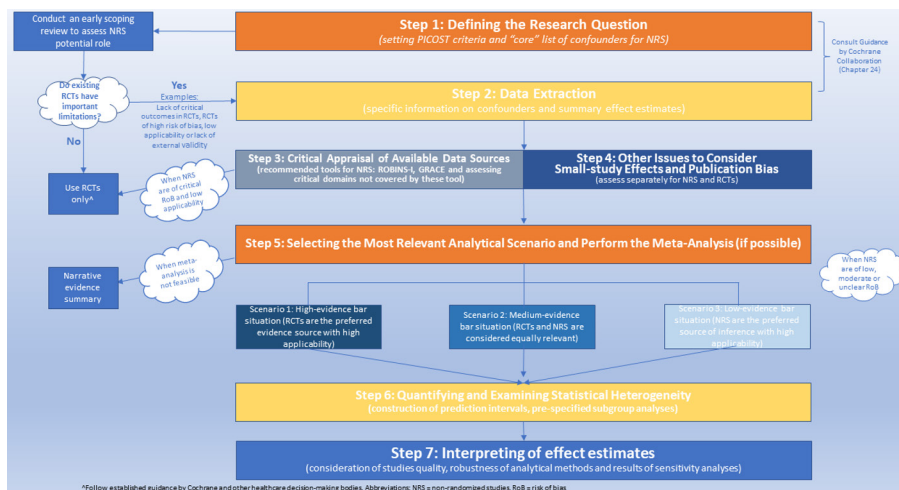 Conduct an early scoping
review to assess NRS
potential role
Step 1: Defining the Research Question
(setting PICOST criteria and "core" list of confounders for NRS)
Consult Guidance
by Cochrane
Collaboration
(Chapter 24)
Do existing
RCTs have
important
limitations?
Yes
Examples:
Lack of critical
outcomes in RCTs, RCTs
of high risk of bias, low
applicability or lack of
external validity
Step 2: Data Extraction
(specific information on confounders and summary effect estimates)
No
Step 3: Critical Appraisal of Available Data Sources
(recommended tools for NRS: ROBINS-I, GRACE and assessing
critical domains not covered by these tool)
Step 4: Other Issues to Consider
Small-study Effects and Publication Bias
(assess separately for NRS and RCTs)
When NRS
are of critical
RoB and low
applicability
Use RCTs
only^
Step 5: Selecting the Most Relevant Analytical Scenario and Perform the Meta-Analysis (if possible)
When meta-
analysis is
not feasible
Narrative
evidence
summary
When NRS
are of low,
moderate or
unclear RoB
Scenario 1: High-evidence bar
situation (RCTs are the preferred
evidence source with high
applicability)
Scenario 2: Medium-evidence
bar situation (RCTs and NRS are
considered equally relevant)
Scenario 3: Low-evidence bar
situation (NRS are the preferred
source of inference with high
applicability)
Step 6: Quantifying and Examining Statistical Heterogeneity
(construction of prediction intervals, pre-specified subgroup analyses)
Step 7: Interpreting of effect estimates
(consideration of studies quality, robustness of analytical methods and results of sensitivity analyses)
^Follow established guidance by Cochrane and other healthcare decision-making bodies. Abbreviations: NRS = non-randomized studies, RoB = risk of bias